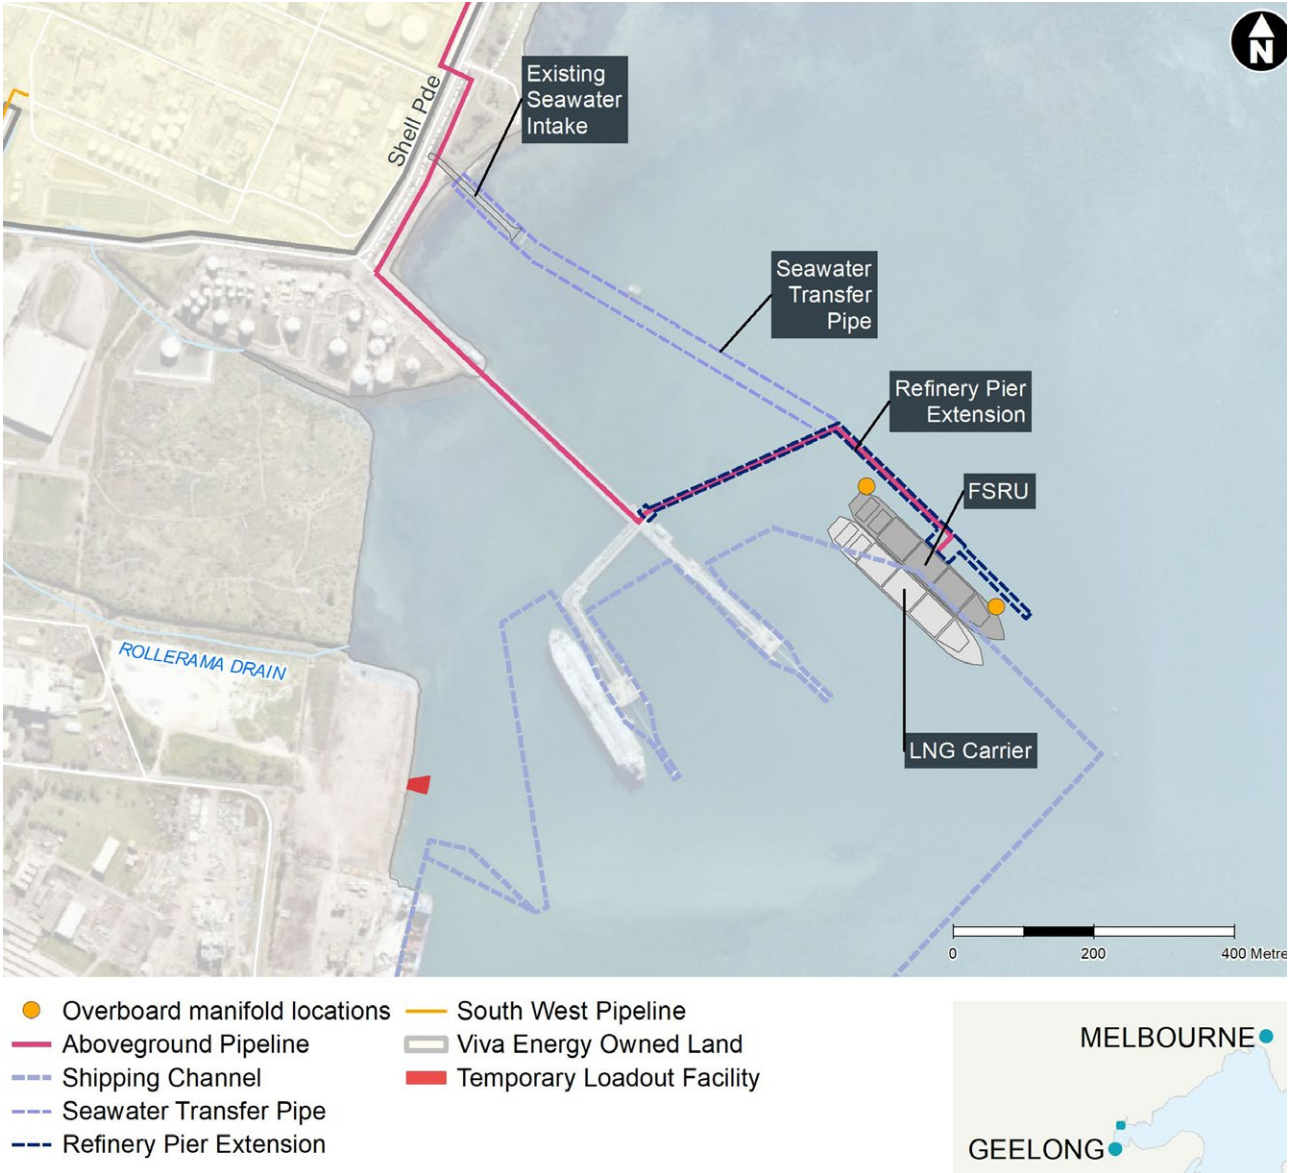 N
Existing
Seawater
Intake
Shell Pde
Seawater
Transfer
Pipe
Refinery Pier
Extension
FSRU
ROLLERAMA DRAIN
LNG Carrier
0 200 400 Metre
Overboard manifold locations
Aboveground Pipeline
Shipping Channel
Seawater Transfer Pipe
Refinery Pier Extension
South West Pipeline
Viva Energy Owned Land
Temporary Loadout Facility
MELBOURNE
GEELONG